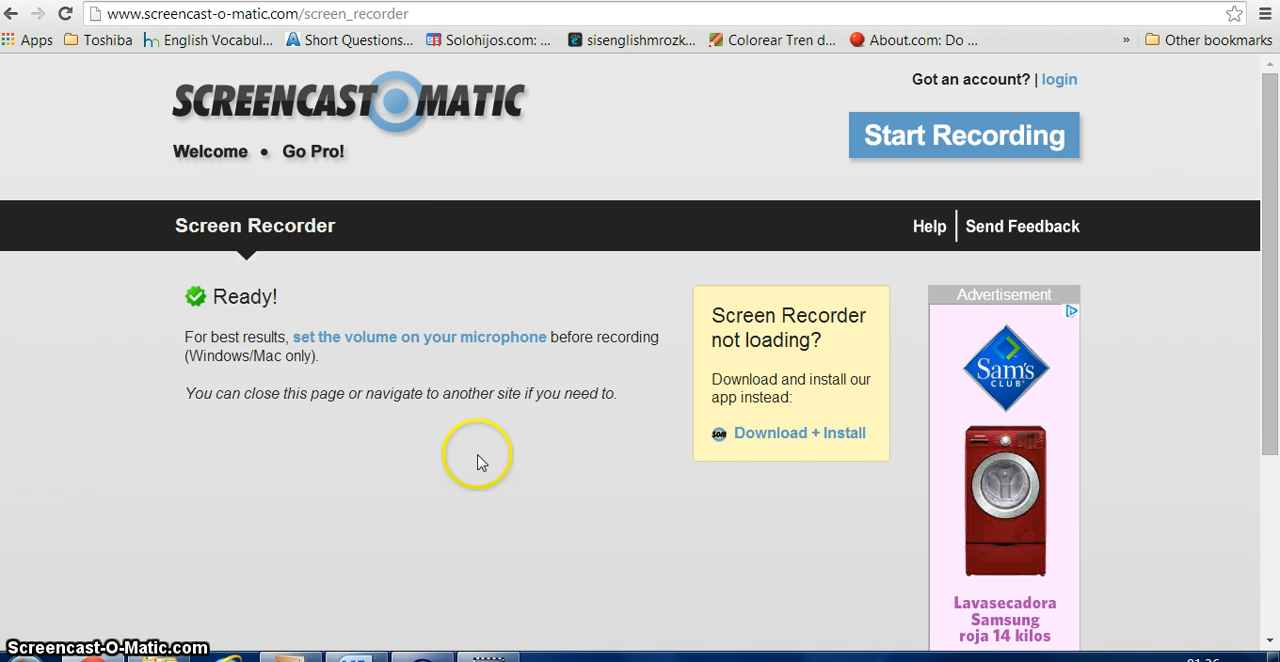 www.screencast-o-matic.com/screen_recorder
Apps Toshiba English Vocabul... Short Questions... Solohijos.com: ... sisenglishmrozk... Colorear Tren d... About.com: Do ... » Other bookmarks
SCREENCAST O MATIC
Got an account? | login
Start Recording
Welcome • Go Pro!
Screen Recorder
Help | Send Feedback
Ready!
For best results, set the volume on your microphone before recording
(Windows/Mac only).
You can close this page or navigate to another site if you need to.
Screen Recorder
not loading?
Download and install our
app instead:
SOM Download + Install
Advertisement
Sam's
CLUB
Lavasecadora
Samsung
roja 14 kilos
Screencast-O-Matic.com